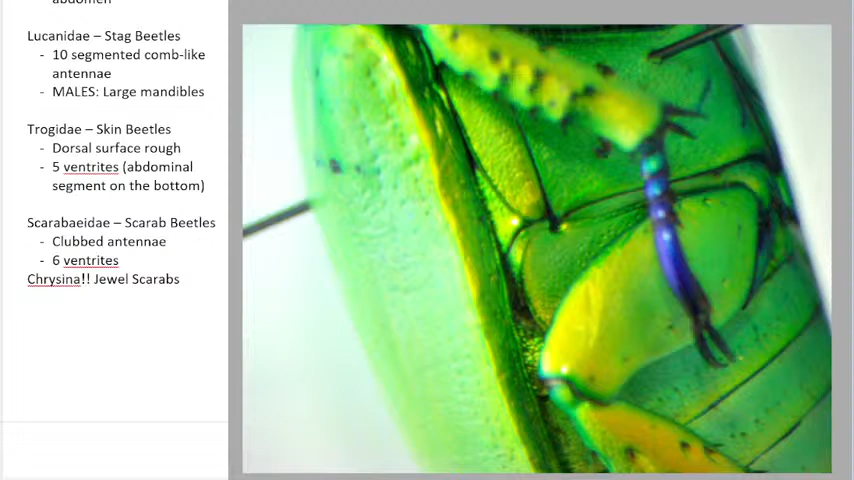 abdomen
Lucanidae – Stag Beetles
- 10 segmented comb-like
antennae
- MALES: Large mandibles
Trogidae – Skin Beetles
- Dorsal surface rough
- 5 ventrites (abdominal
segment on the bottom)
Scarabaeidae – Scarab Beetles
- Clubbed antennae
- 6 ventrites
Chrysina!! Jewel Scarabs